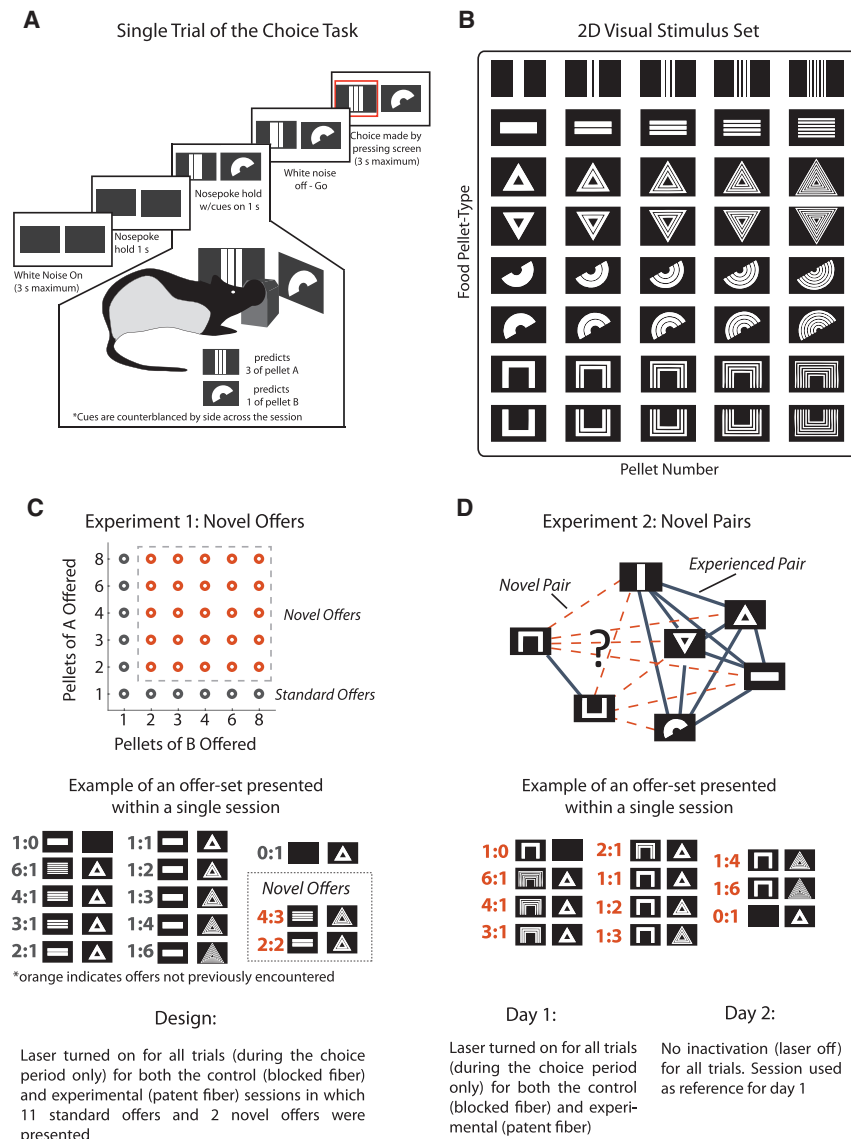 A
Single Trial of the Choice Task
White Noise On
(3 s maximum)
Nosepoke
hold 1 s
Nosepoke hold
w/cues on 1 s
White noise
off - Go
Choice made by
pressing screen
(3 s maximum)
predicts
3 of pellet A
predicts
1 of pellet B
*Cues are counterblanced by side across the session
B
2D Visual Stimulus Set
Food Pellet-Type
Pellet Number
C
Experiment 1: Novel Offers
Pellets of A Offered
8
6
4
3
2
1
Novel Offers
Standard Offers
1 2 3 4 6 8
Pellets of B Offered
Example of an offer-set presented
within a single session
1:0
6:1
4:1
3:1
2:1
1:1
1:2
1:3
1:4
1:6
0:1
Novel Offers
4:3
2:2
*orange indicates offers not previously encountered
Design:
Laser turned on for all trials (during the choice
period only) for both the control (blocked fiber)
and experimental (patent fiber) sessions in which
11 standard offers and 2 novel offers were
presented
D
Experiment 2: Novel Pairs
Novel Pair
Experienced Pair
?
Example of an offer-set presented
within a single session
1:0
6:1
4:1
3:1
2:1
1:1
1:2
1:3
1:4
1:6
0:1
Day 1:
Laser turned on for all trials
(during the choice period
only) for both the control
(blocked fiber) and experi-
mental (patent fiber)
Day 2:
No inactivation (laser off)
for all trials. Session used
as reference for day 1